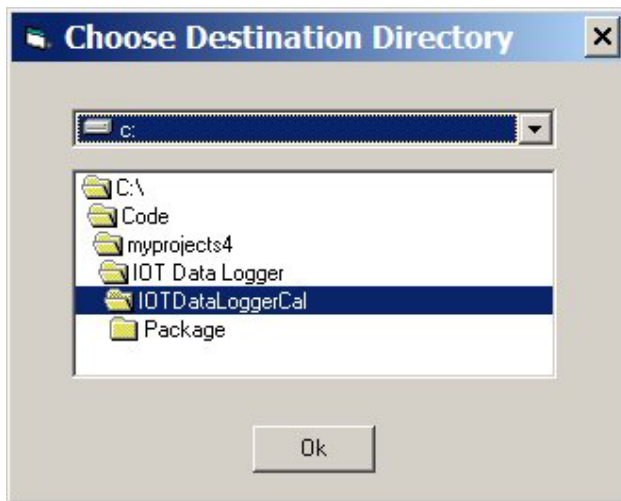 Choose Destination Directory
c:
C:\
Code
myprojects4
IOT Data Logger
IOTDataLoggerCal
Package
Ok